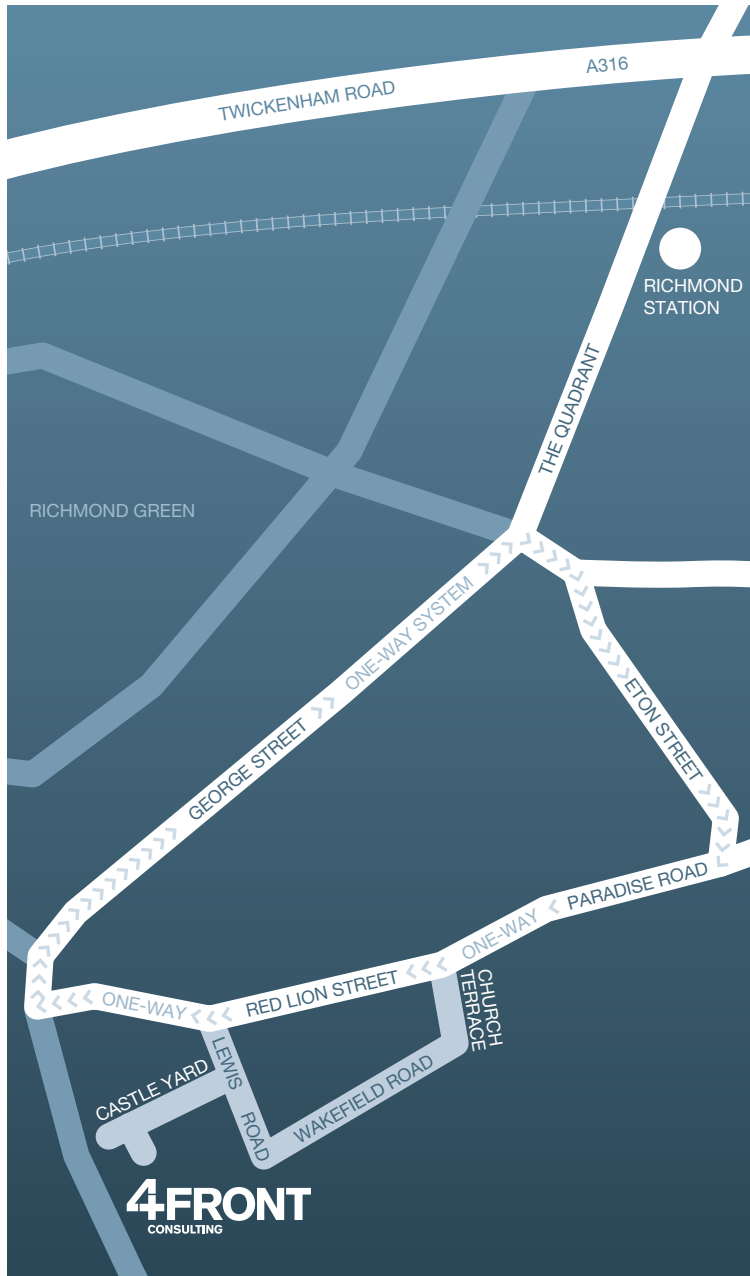 A316
TWICKENHAM ROAD
RICHMOND
STATION
THE QUADRANT
RICHMOND GREEN
ONE-WAY SYSTEM
GEORGE STREET
ETON STREET
PARADISE ROAD
ONE-WAY
RED LION STREET
ONE-WAY
CHURCH
TERRACE
LEWIS ROAD
WAKEFIELD ROAD
CASTLE YARD
4FRONT
CONSULTING